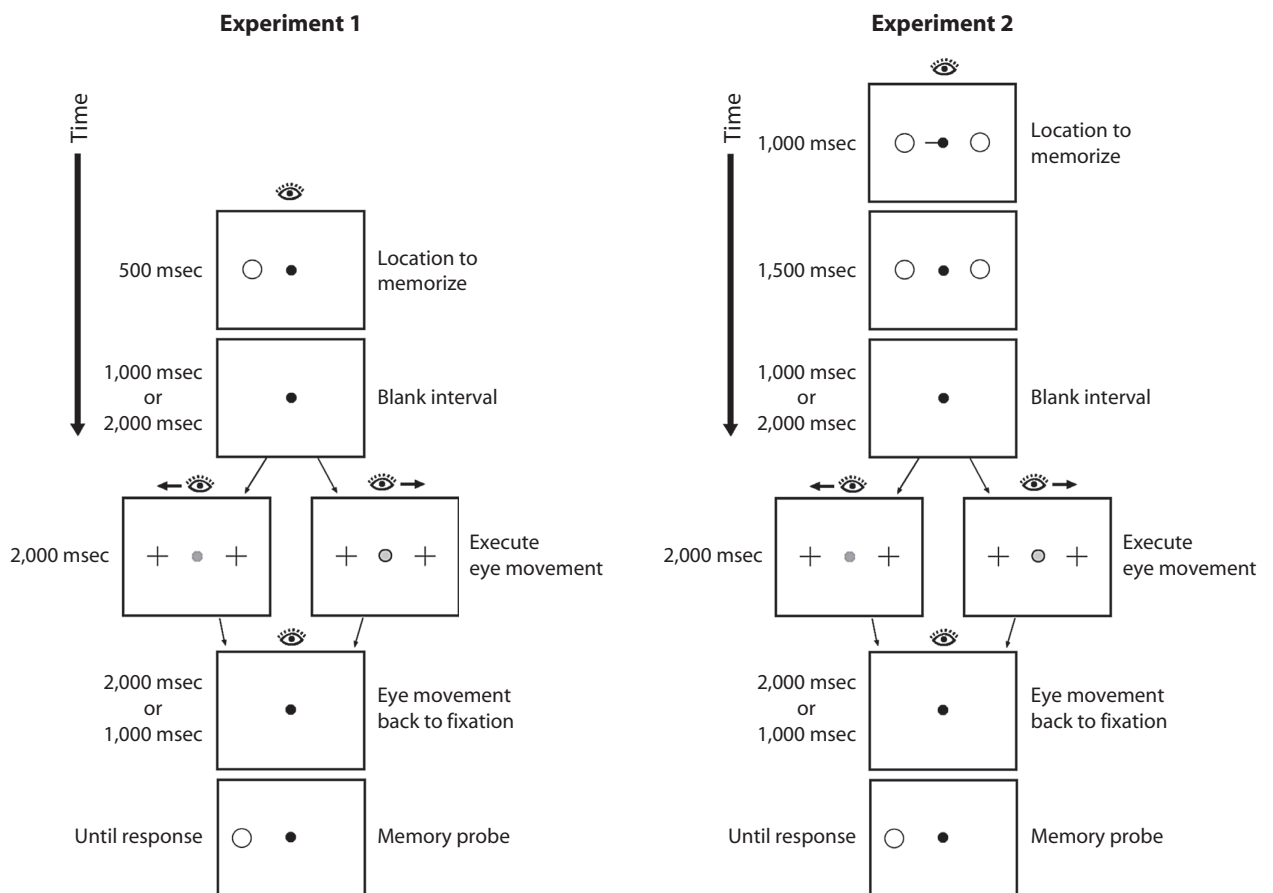 Experiment 1
Time
500 msec
Location to
memorize
1,000 msec
or
2,000 msec
Blank interval
2,000 msec
Execute
eye movement
2,000 msec
or
1,000 msec
Eye movement
back to fixation
Until response
Memory probe
Experiment 2
Time
1,000 msec
Location to
memorize
1,500 msec
1,000 msec
or
2,000 msec
Blank interval
2,000 msec
Execute
eye movement
2,000 msec
or
1,000 msec
Eye movement
back to fixation
Until response
Memory probe